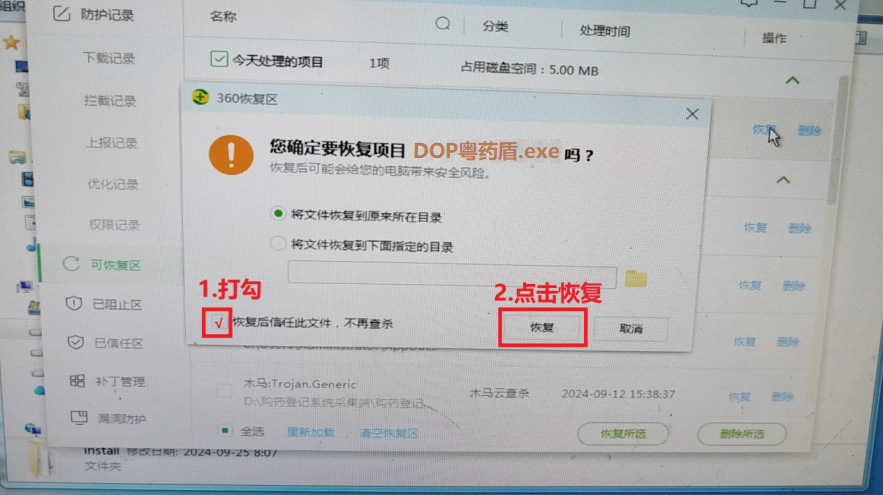 组织
防护记录
名称
分类
处理时间
操作
下载记录
今天处理的项目
1项
占用磁盘空间：5.00 MB
拦截记录
360恢复区
恢复
删除
上报记录
您确定要恢复项目 DOP粤药盾.exe 吗？
恢复后可能会给您的电脑带来安全风险。
优化记录
将文件恢复到原来所在目录
权限记录
将文件恢复到下面指定的目录
恢复
删除
可恢复区
1.打勾
2.点击恢复
恢复
删除
已阻止区
√
恢复后信任此文件，不再查杀
恢复
取消
已信任区
恢复
删除
补丁管理
木马:Trojan.Generic
木马云查杀
2024-09-12 15:38:37
恢复
删除
D:\购药登记系统采集端\购药登记...
漏洞防护
全选
重新加载
清空恢复区
恢复所选
删除所选
install 修改日期: 2024-09-25 8:07
文件夹